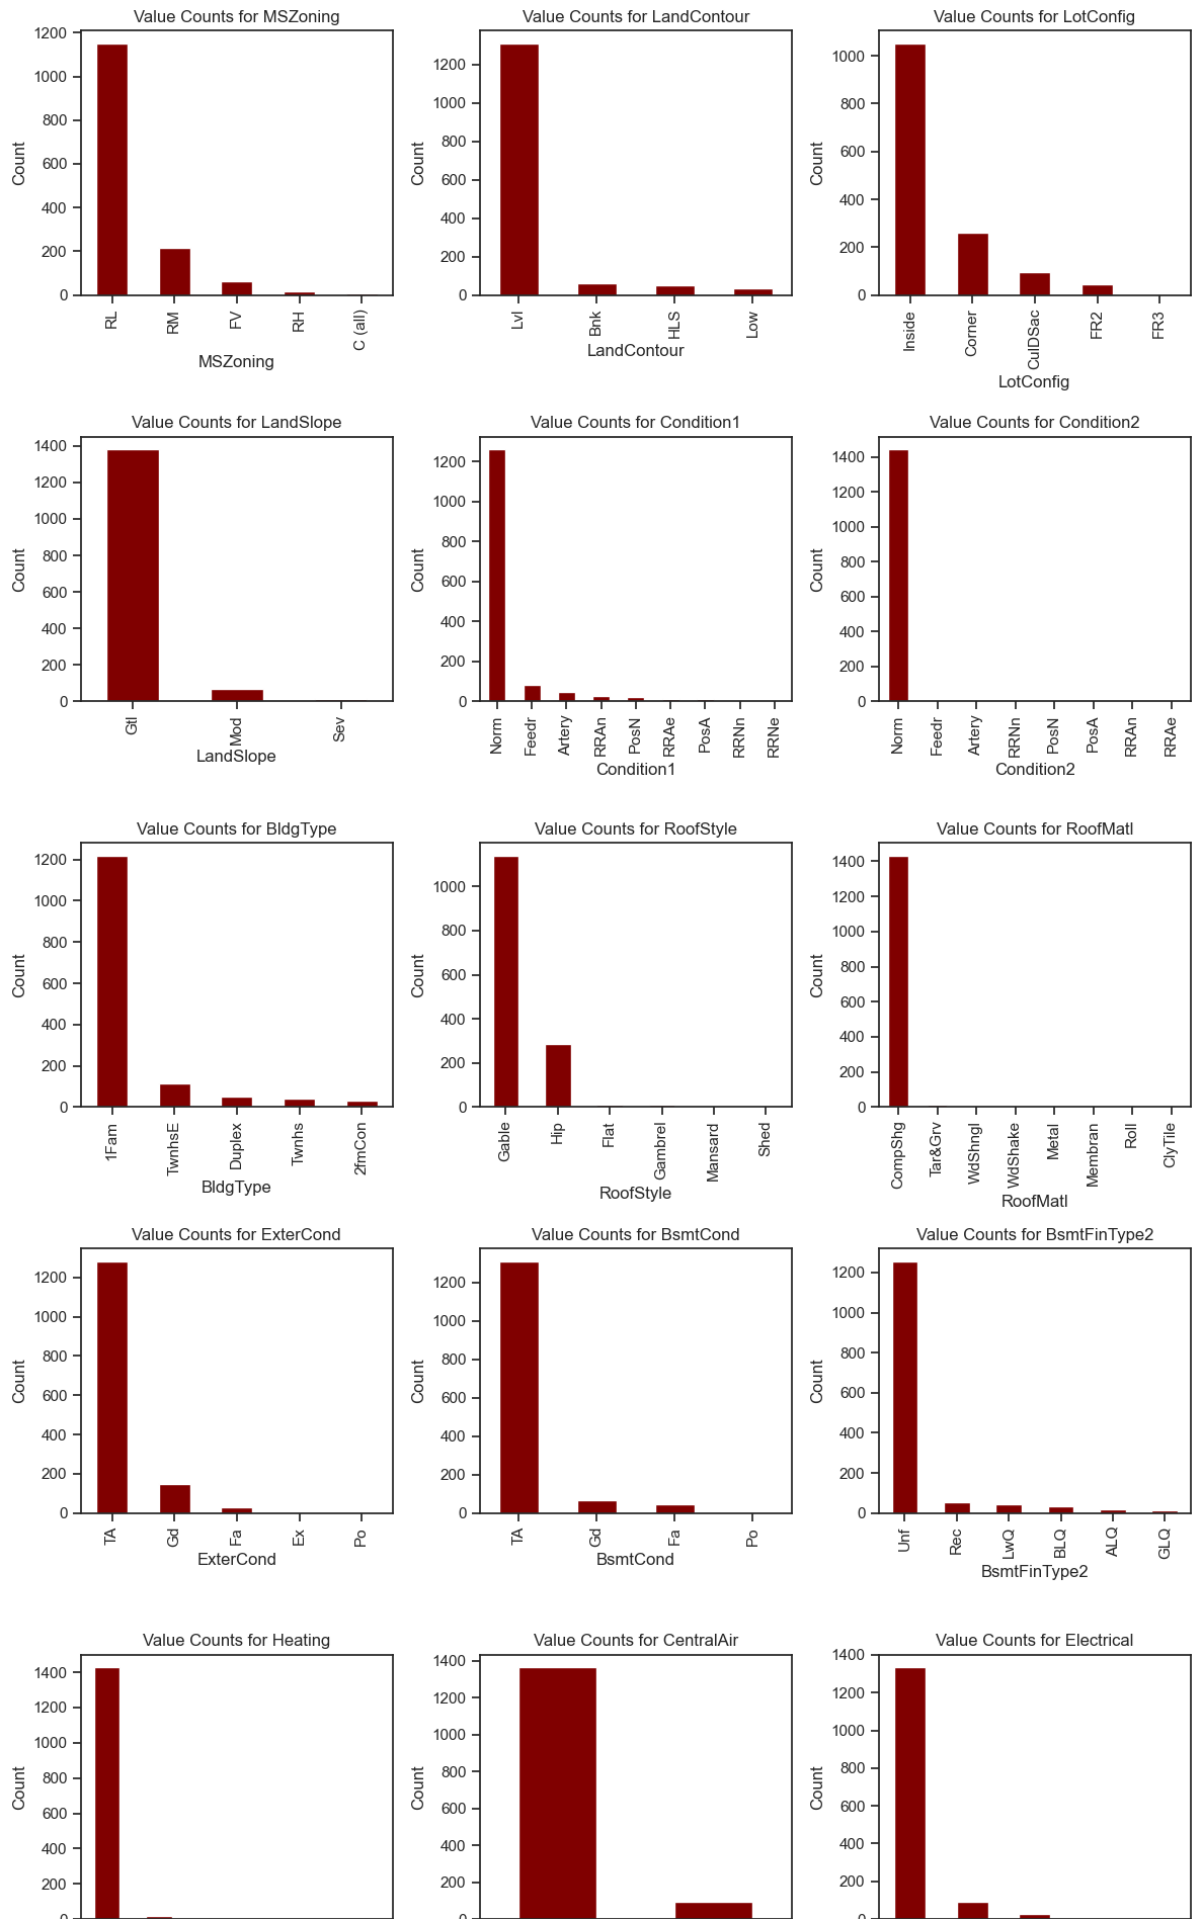 Value Counts for MSZoning
1200
1000
800
600
400
200
0
Count
RL
RM
FV
RH
C (all)
MSZoning
Value Counts for LandContour
1200
1000
800
600
400
200
0
Count
Lvl
Bnk
HLS
Low
LandContour
Value Counts for LotConfig
1000
800
600
400
200
0
Count
Inside
Corner
CulDSac
FR2
FR3
LotConfig
Value Counts for LandSlope
1400
1200
1000
800
600
400
200
0
Count
Gtl
Mod
Sev
LandSlope
Value Counts for Condition1
1200
1000
800
600
400
200
0
Count
Norm
Feedr
Artery
RRAn
PosN
RRAe
PosA
RRNn
RRNe
Condition1
Value Counts for Condition2
1400
1200
1000
800
600
400
200
0
Count
Norm
Feedr
Artery
RRNn
PosN
PosA
RRAn
RRAe
Condition2
Value Counts for BldgType
1200
1000
800
600
400
200
0
Count
1Fam
TwnhsE
Duplex
Twnhs
2fmCon
BldgType
Value Counts for RoofStyle
1000
800
600
400
200
0
Count
Gable
Hip
Flat
Gambrel
Mansard
Shed
RoofStyle
Value Counts for RoofMatl
1400
1200
1000
800
600
400
200
0
Count
CompShg
Tar&Grv
WdShngl
WdShake
Metal
Membran
Roll
ClyTile
RoofMatl
Value Counts for ExterCond
1200
1000
800
600
400
200
0
Count
TA
Gd
Fa
Ex
Po
ExterCond
Value Counts for BsmtCond
1200
1000
800
600
400
200
0
Count
TA
Gd
Fa
Po
BsmtCond
Value Counts for BsmtFinType2
1200
1000
800
600
400
200
0
Count
Unf
Rec
LwQ
BLQ
ALQ
GLQ
BsmtFinType2
Value Counts for Heating
1400
1200
1000
800
600
400
200
Count
Value Counts for CentralAir
1400
1200
1000
800
600
400
200
Count
Value Counts for Electrical
1400
1200
1000
800
600
400
200
Count